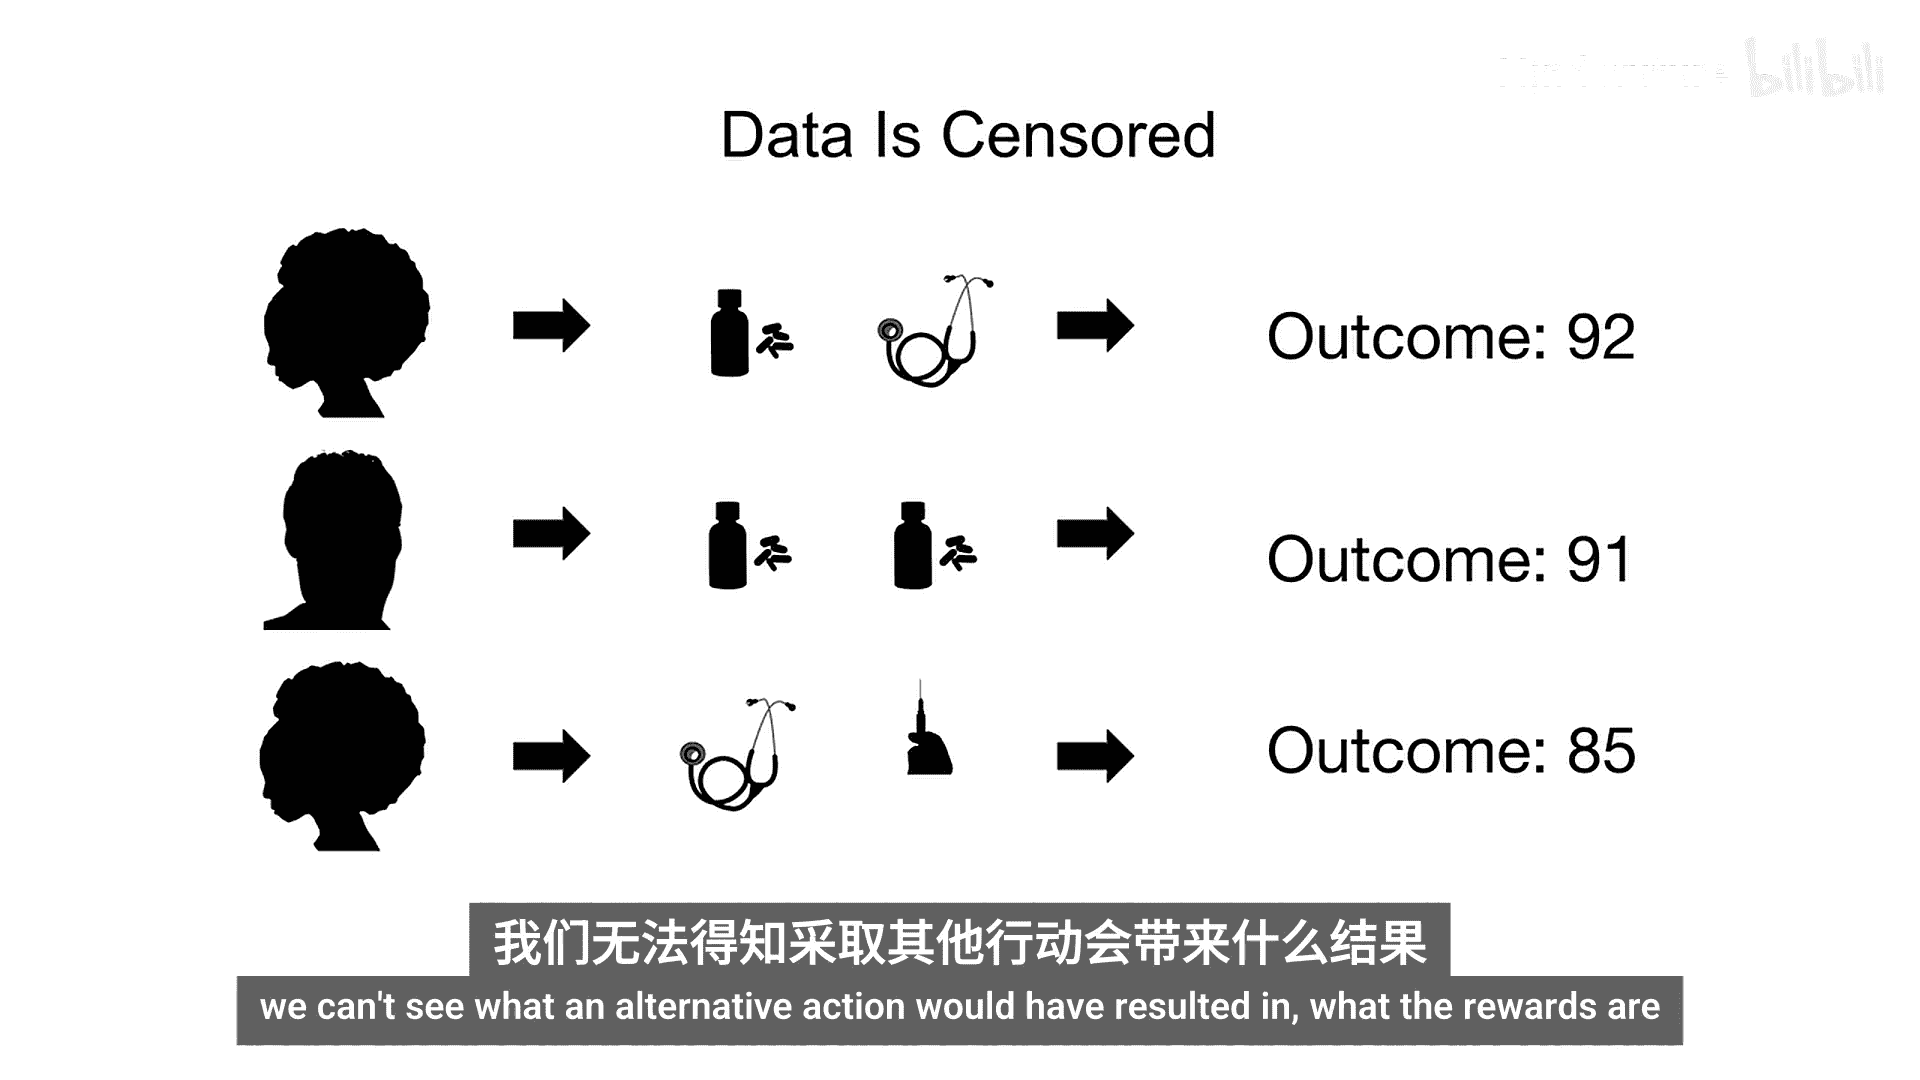 bilibili
Data Is Censored
Outcome: 92
Outcome: 91
Outcome: 85
我们无法得知采取其他行动会带来什么结果
we can't see what an alternative action would have resulted in, what the rewards are